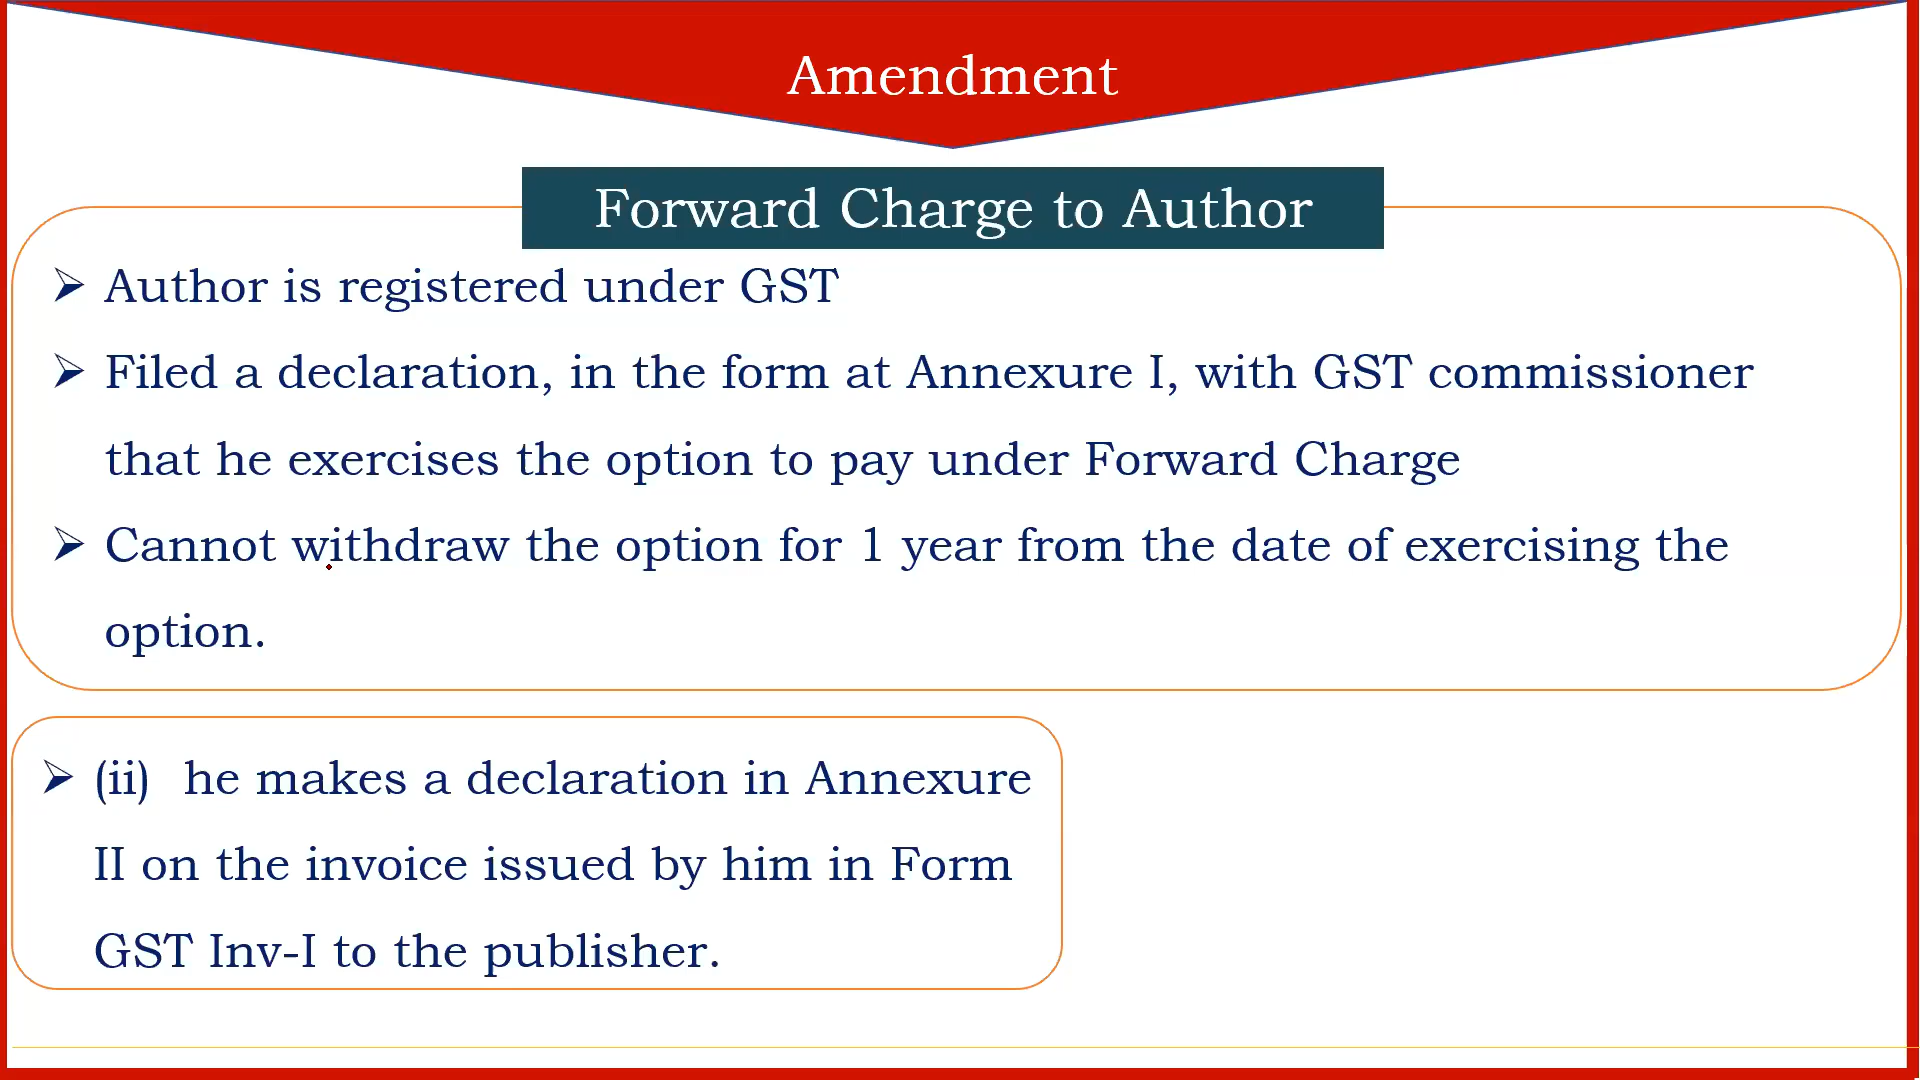 Amendment
Forward Charge to Author
➢ Author is registered under GST
➢ Filed a declaration, in the form at Annexure I, with GST commissioner
that he exercises the option to pay under Forward Charge
➢ Cannot withdraw the option for 1 year from the date of exercising the
option.
➢ (ii) he makes a declaration in Annexure
II on the invoice issued by him in Form
GST Inv-I to the publisher.